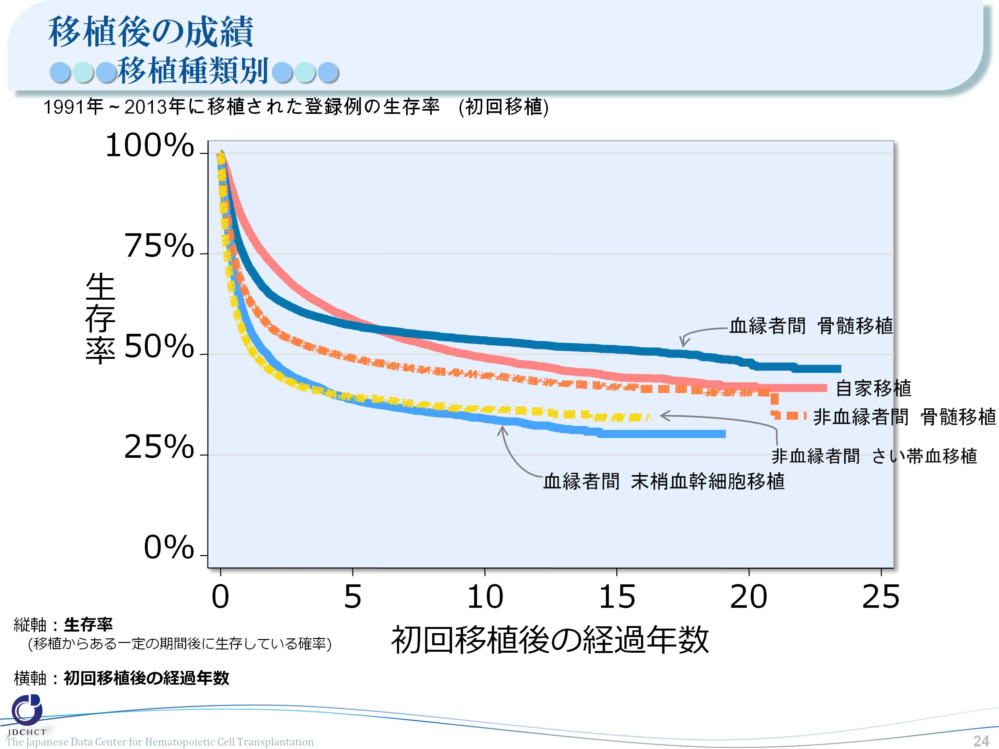 移植後の成績
移植種類別
1991年～2013年に移植された登録例の生存率　(初回移植)
100%
75%
50%
25%
0%
生存率
血縁者間 骨髄移植
自家移植
非血縁者間 骨髄移植
非血縁者間 さい帯血移植
血縁者間 末梢血幹細胞移植
0 5 10 15 20 25
初回移植後の経過年数
縦軸：生存率
(移植からある一定の期間後に生存している確率)
横軸：初回移植後の経過年数
JDCHCT
The Japanese Data Center for Hematopoietic Cell Transplantation
24